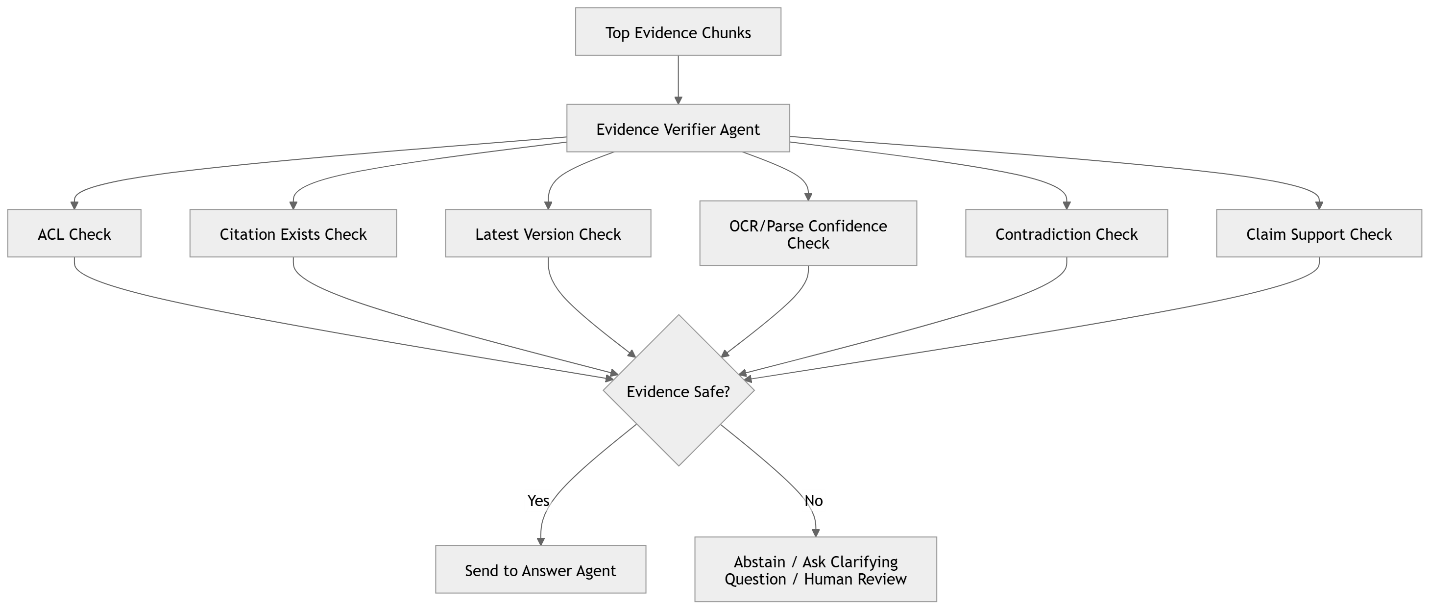 Top Evidence Chunks
Evidence Verifier Agent
ACL Check
Citation Exists Check
Latest Version Check
OCR/Parse Confidence
Check
Contradiction Check
Claim Support Check
Evidence Safe?
Yes
No
Send to Answer Agent
Abstain / Ask Clarifying
Question / Human Review